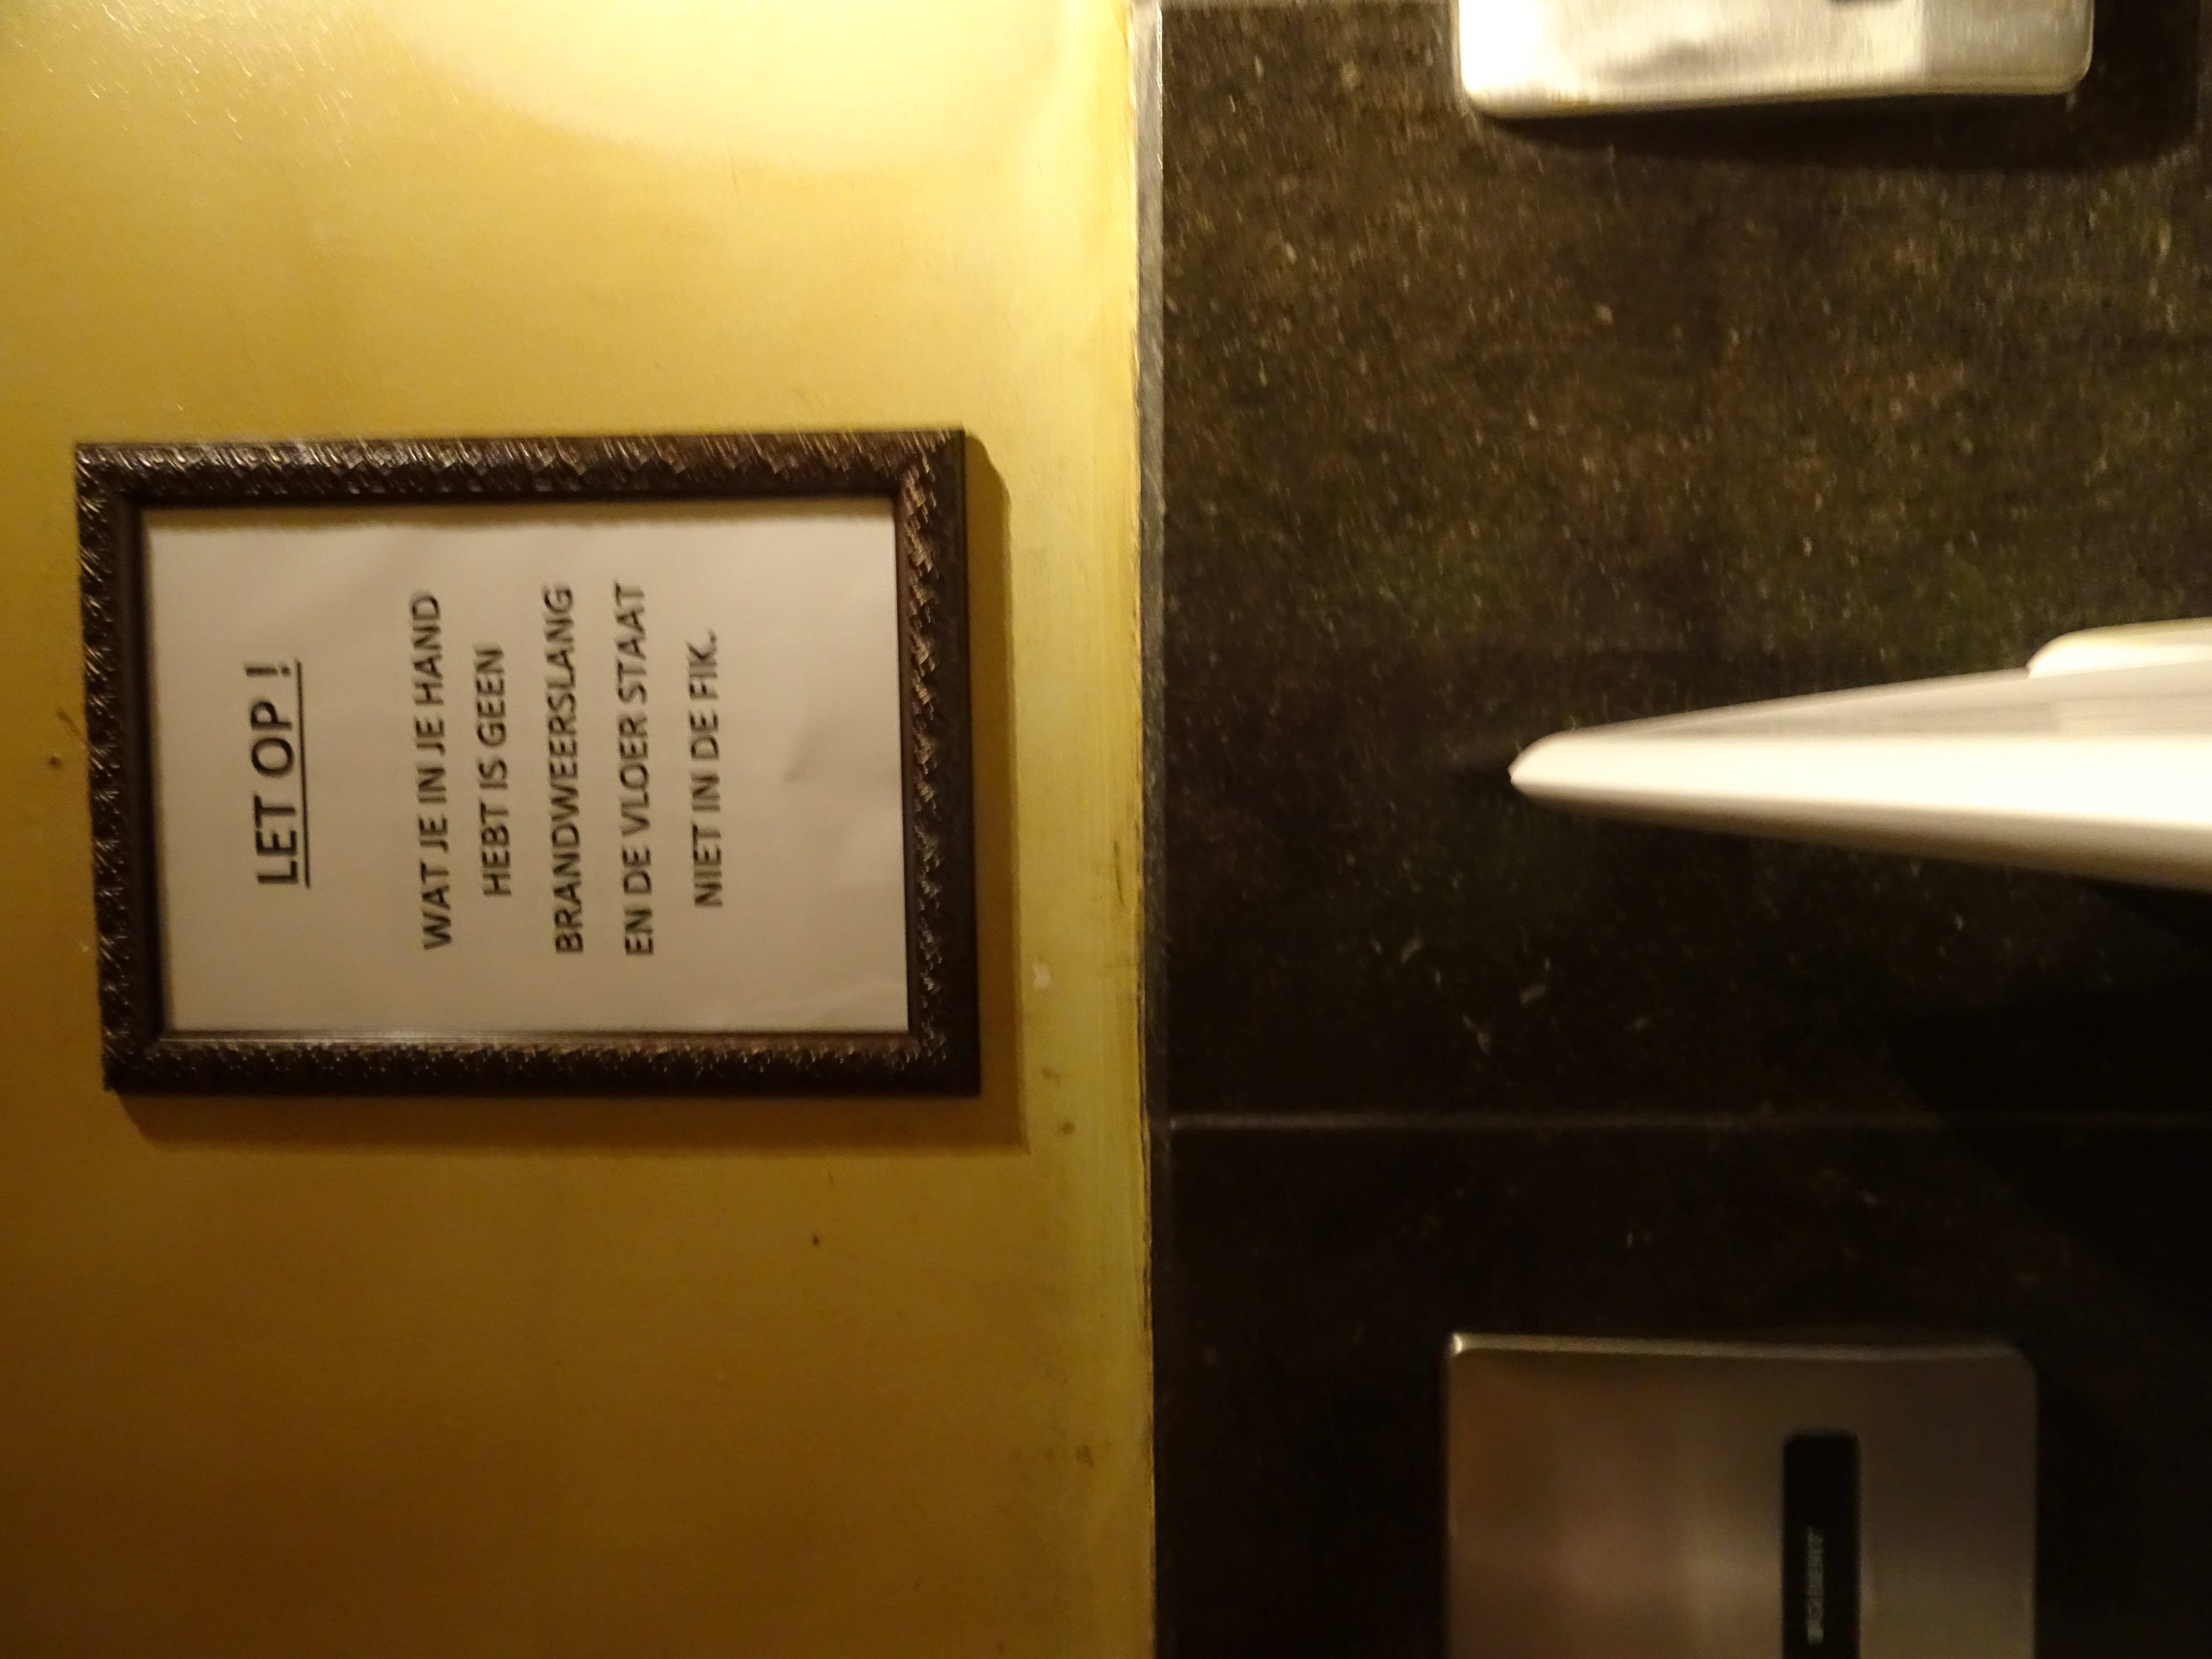 LET OP !
WAT JE IN JE HAND
HEBT IS GEEN
BRANDWEERSLANG
EN DE VLOER STAAT
NIET IN DE FIK.